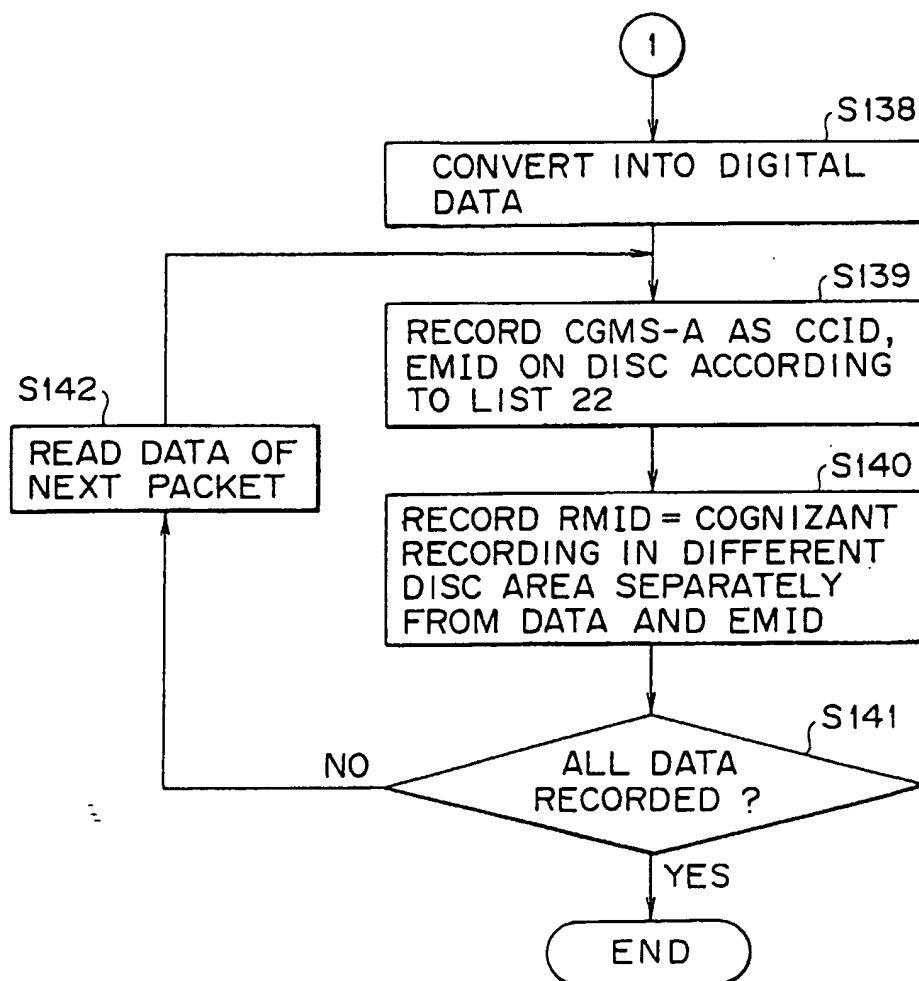 1
S138
CONVERT INTO DIGITAL
DATA
S139
RECORD CGMS-A AS CCID,
EMID ON DISC ACCORDING
TO LIST 22
S142
READ DATA OF
NEXT PACKET
S140
RECORD RMID = COGNIZANT
RECORDING IN DIFFERENT
DISC AREA SEPARATELY
FROM DATA AND EMID
S141
NO
ALL DATA
RECORDED ?
YES
END